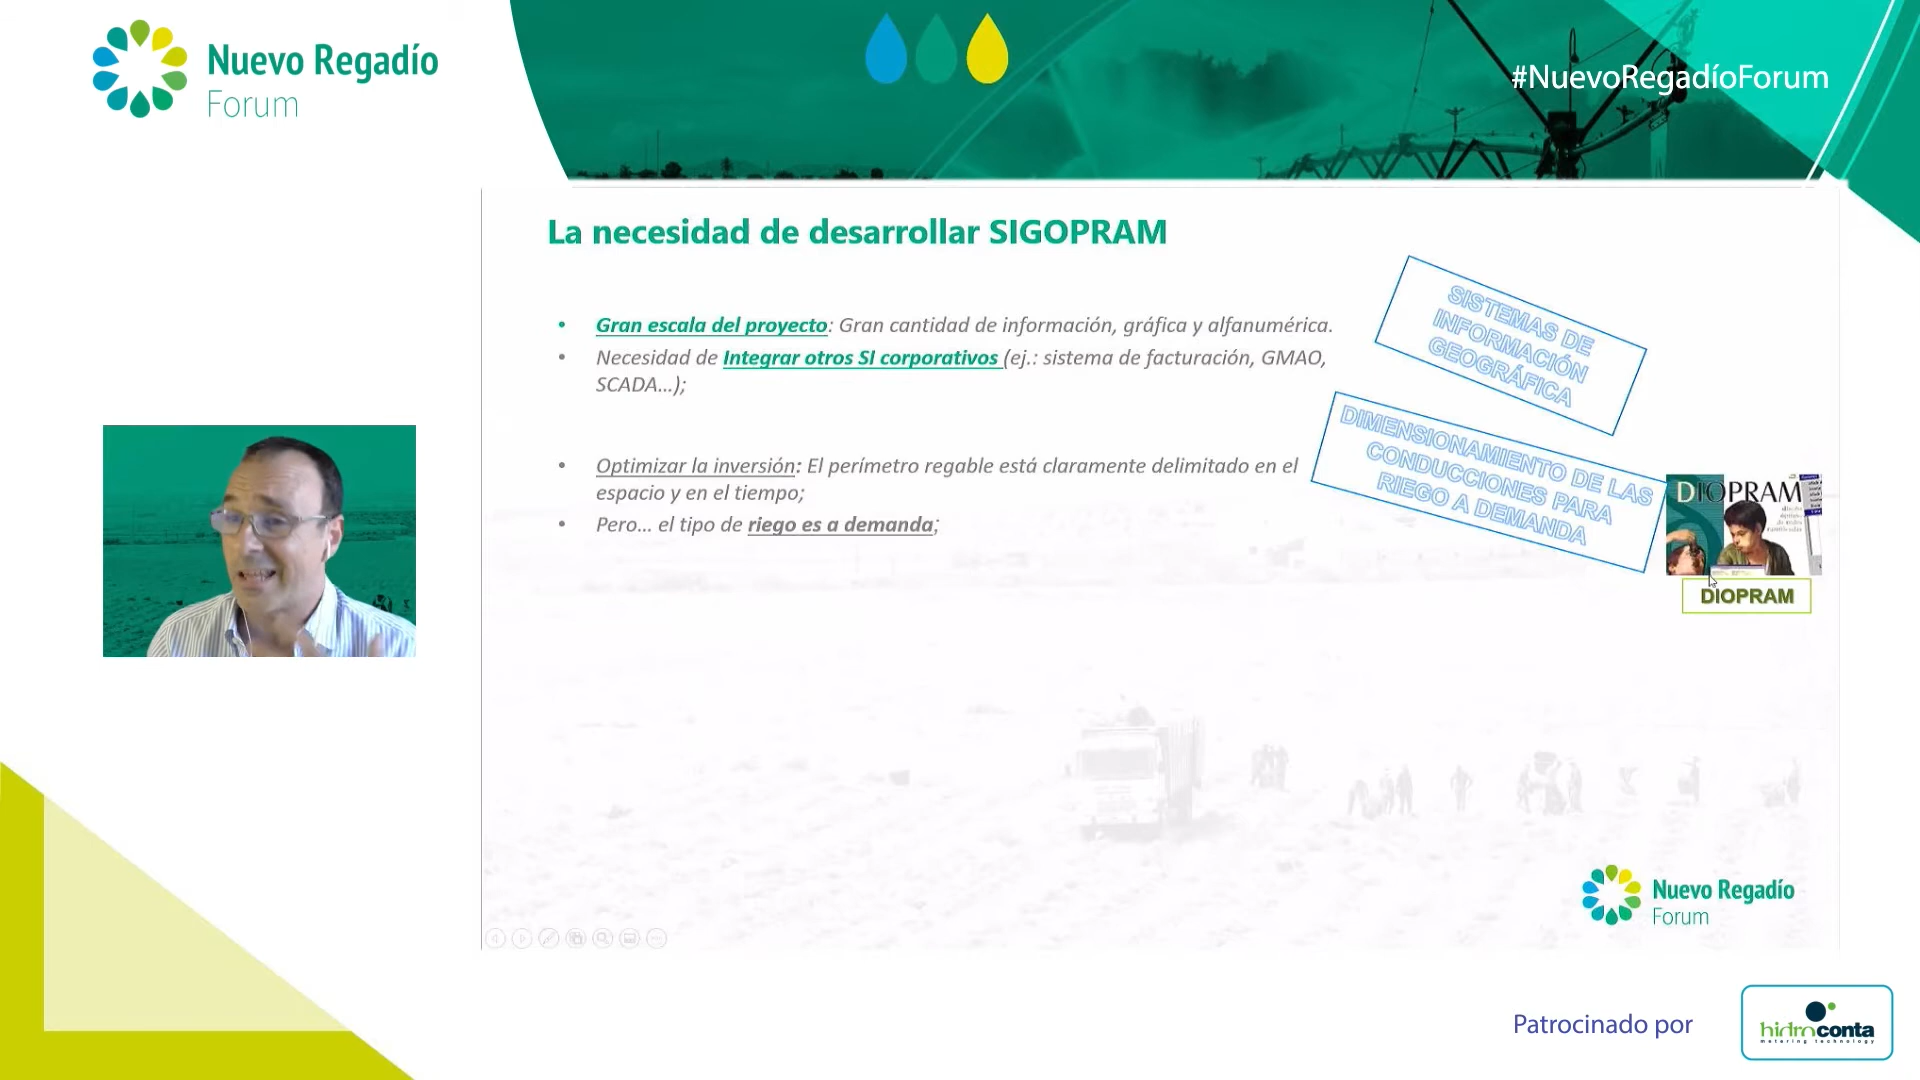 Nuevo Regadío
Forum
#NuevoRegadíoForum
La necesidad de desarrollar SIGOPRAM
• Gran escala del proyecto: Gran cantidad de información, gráfica y alfanumérica.
• Necesidad de Integrar otros SI corporativos (ej.: sistema de facturación, GMAO,
SCADA...);
• Optimizar la inversión: El perímetro regable está claramente delimitado en el
espacio y en el tiempo;
• Pero... el tipo de riego es a demanda;
SISTEMAS DE
INFORMACIÓN
GEOGRÁFICA
DIMENSIONAMIENTO DE LAS
CONDUCCIONES PARA
RIEGO A DEMANDA
DIOPRAM
DIOPRAM
Nuevo Regadío
Forum
Patrocinado por
hidroconta
metering technology